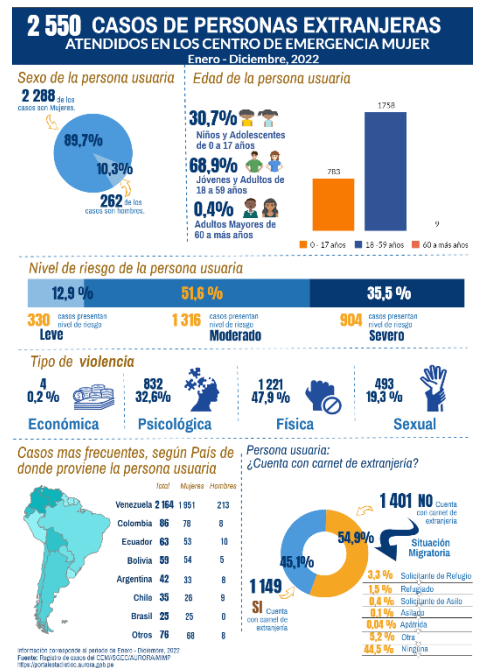 2 550 CASOS DE PERSONAS EXTRANJERAS
ATENDIDOS EN LOS CENTRO DE EMERGENCIA MUJER
Enero - Diciembre, 2022
Sexo de la persona usuaria
2 288 de los
casos son Mujeres.
89,7%
10,3%
262 de los
casos son hombres.
Edad de la persona usuaria
30,7%
Niños y Adolescentes
de 0 a 17 años
68,9%
Jóvenes y Adultos de
18 a 59 años
0,4%
Adultos Mayores de
60 a más años
783
1758
9
0 - 17 años
18 -59 años
60 a más años
Nivel de riesgo de la persona usuaria
12,9 %
51,6 %
35,5%
330 casos presentan
nivel de riesgo
Leve
1 316 casos presentan
nivel de riesgo
Moderado
904 casos presentan
nivel de riesgo
Severo
Tipo de violencia
4
0,2 %
Económica
832
32,6%
Psicológica
1 221
47,9 %
Física
493
19,3 %
Sexual
Casos mas frecuentes, según País de
donde proviene la persona usuaria
Total Mujeres Hombres
Venezuela 2 164 1 951 213
Colombia 86 78 8
Ecuador 63 53 10
Bolivia 59 54 5
Argentina 42 33 8
Chile 35 26 9
Brasil 25 25 0
Otros 76 68 8
Persona usuaria:
¿Cuenta con carnet de extranjería?
1 401 NO Cuenta
con carnet de
extranjería
54,9%
45,1%
1 149
SI Cuenta
con carnet de
extranjería
Situación
Migratoria
3,3 % Solicitante de Refugio
1,5 % Refugiado
0,4 % Solicitante de Asilo
0,1 % Asilado
0,04 % Apátrida
5,2 % Otra
44,5 % Ninguna
Información corresponde al periodo de Enero - Diciembre, 2022
Fuente: Registro de casos del CEM/SGEC/AURORA/MIMP
https://portalestadistico.aurora.gob.pe